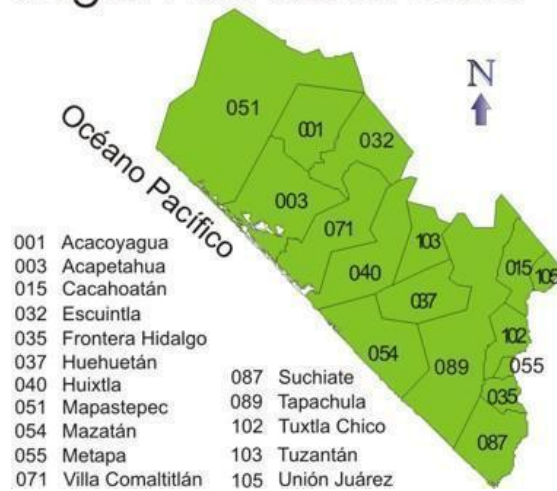 N
051
001
032
Océano Pacífico
003
071
103
015
105
040
037
102
054
089
055
035
087
001 Acacoyagua
003 Acapetahua
015 Cacahoatán
032 Escuintla
035 Frontera Hidalgo
037 Huehuetán
040 Huixtla
051 Mapastepec
054 Mazatán
055 Metapa
071 Villa Comaltitlán
087 Suchiate
089 Tapachula
102 Tuxtla Chico
103 Tuzantán
105 Unión Juárez